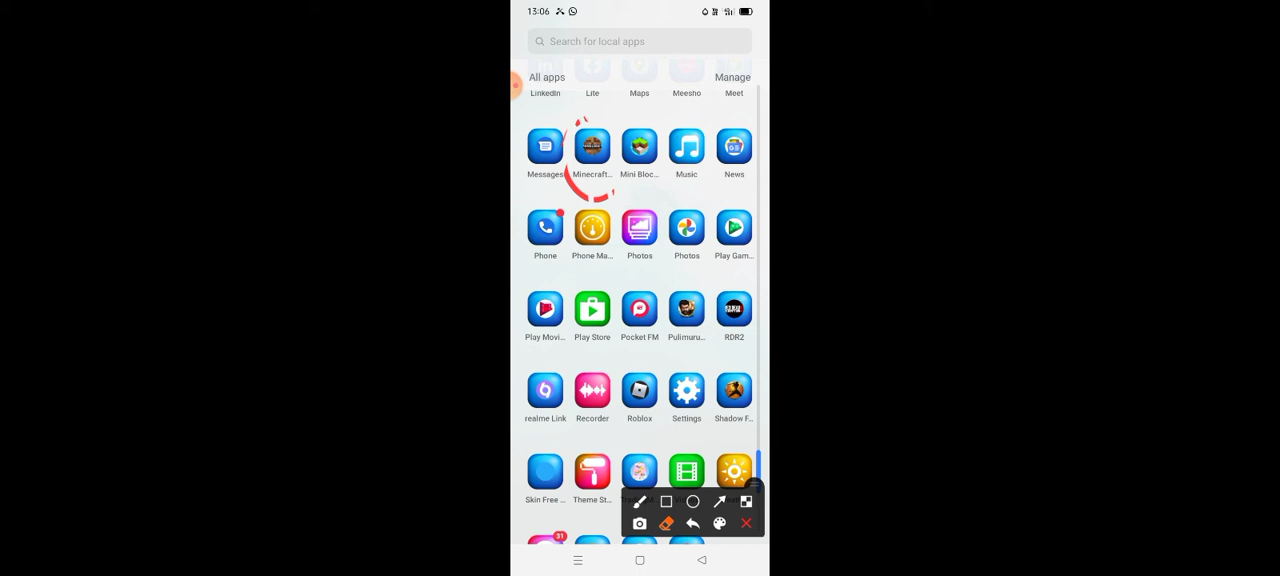 13:06
Search for local apps
All apps Manage
LinkedIn Lite Maps Meesho Meet
Messages Minecraft... Mini Bloc... Music News
Phone Phone Ma... Photos Photos Play Gam...
Play Movi... Play Store Pocket FM Pulimuru... RDR2
realme Link Recorder Roblox Settings Shadow F...
Skin Free ... Theme St...
31